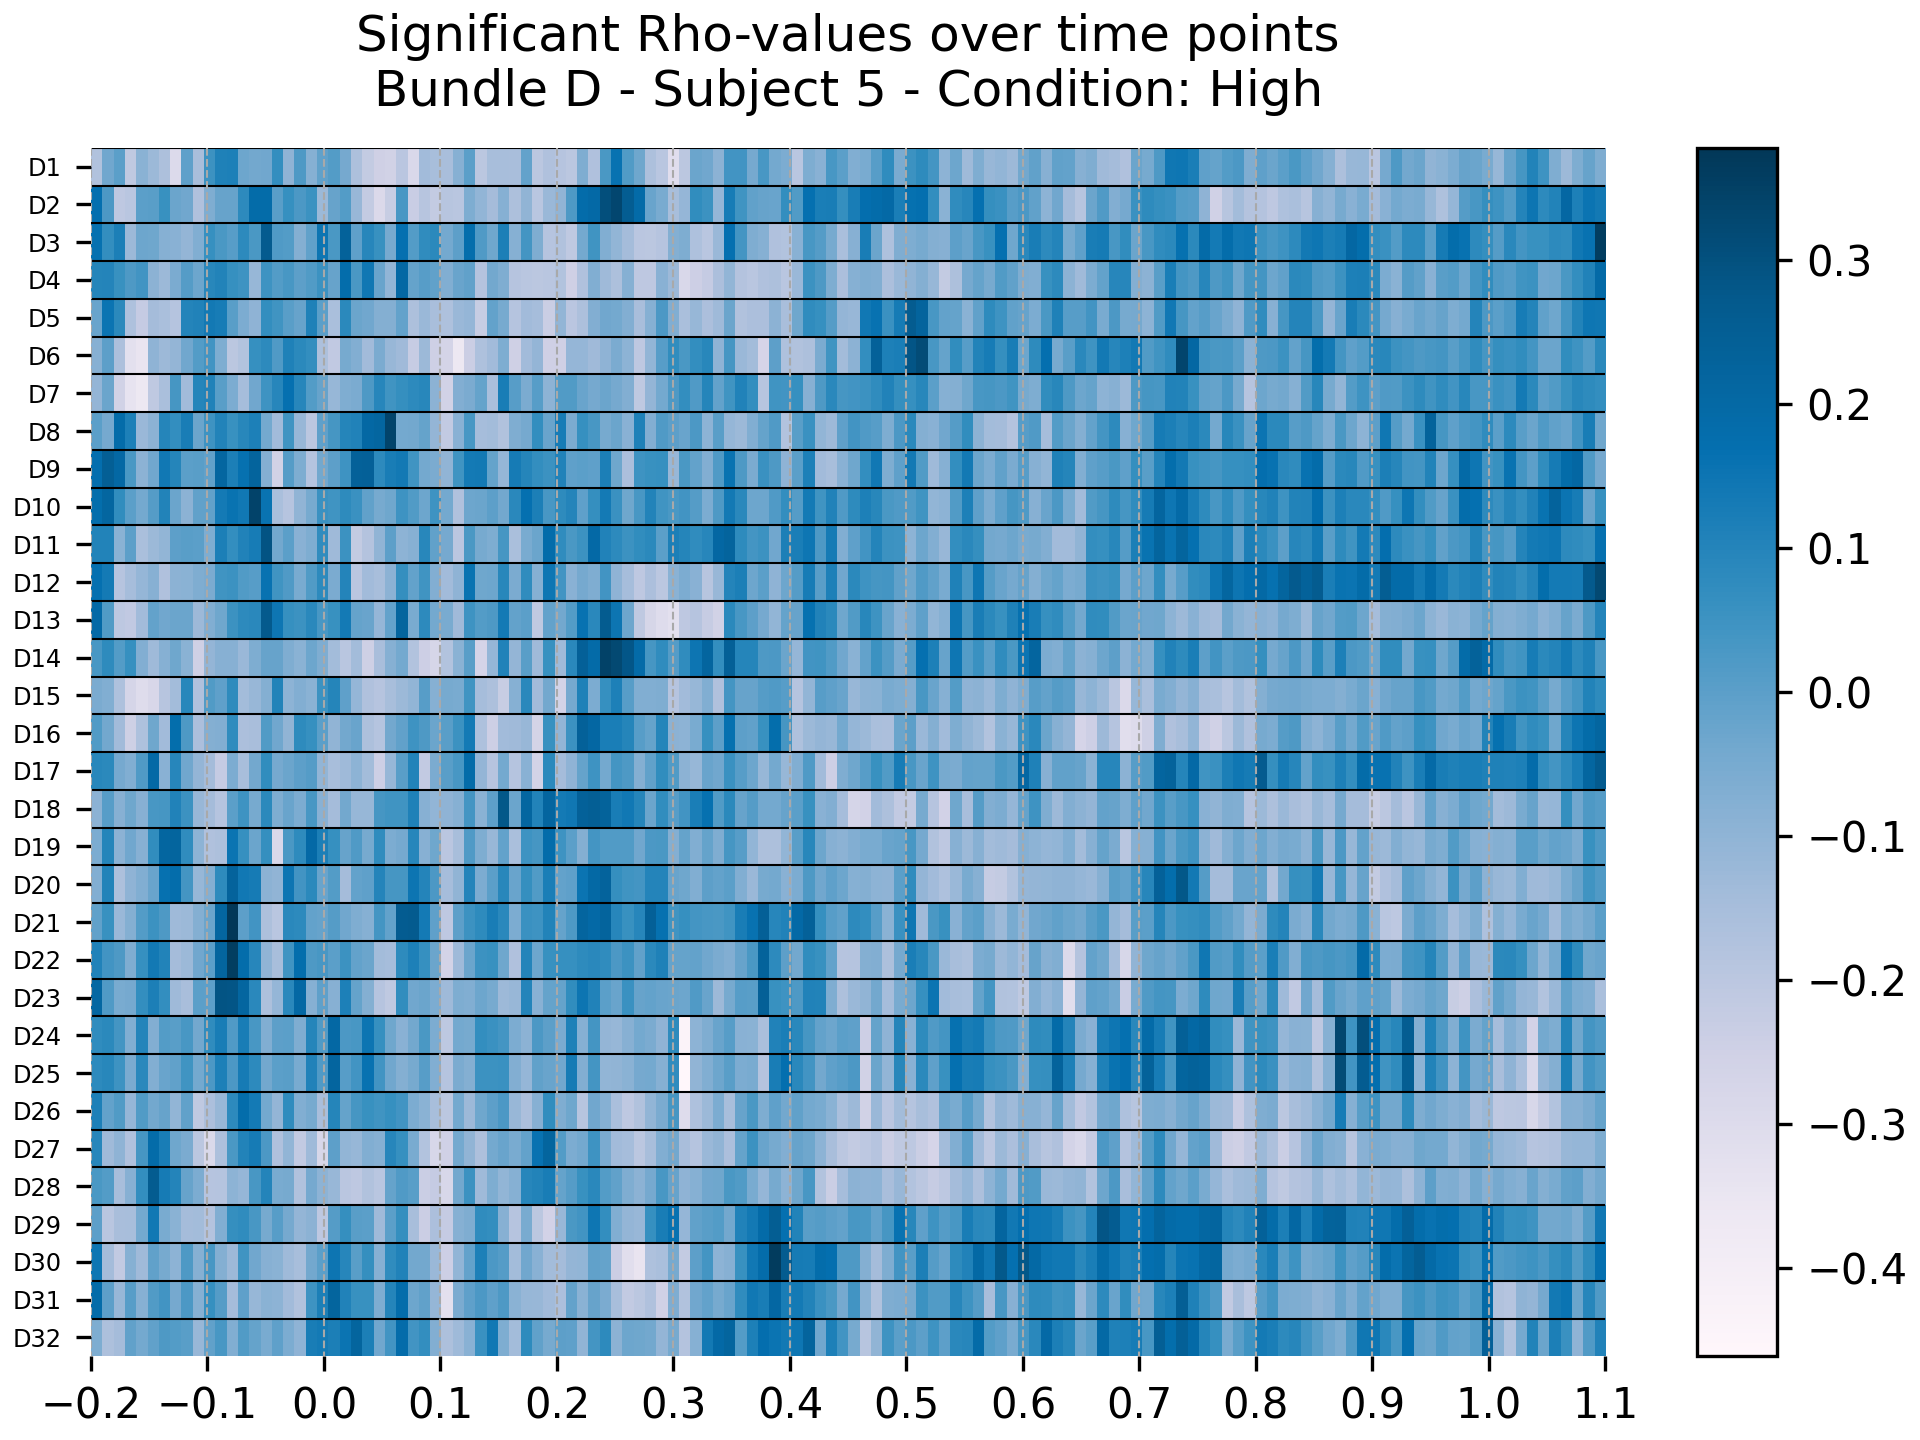 Significant Rho-values over time points
Bundle D - Subject 5 - Condition: High
D1
D2
D3
D4
D5
D6
D7
D8
D9
D10
D11
D12
D13
D14
D15
D16
D17
D18
D19
D20
D21
D22
D23
D24
D25
D26
D27
D28
D29
D30
D31
D32
−0.2 −0.1 0.0 0.1 0.2 0.3 0.4 0.5 0.6 0.7 0.8 0.9 1.0 1.1
0.3
0.2
0.1
0.0
−0.1
−0.2
−0.3
−0.4